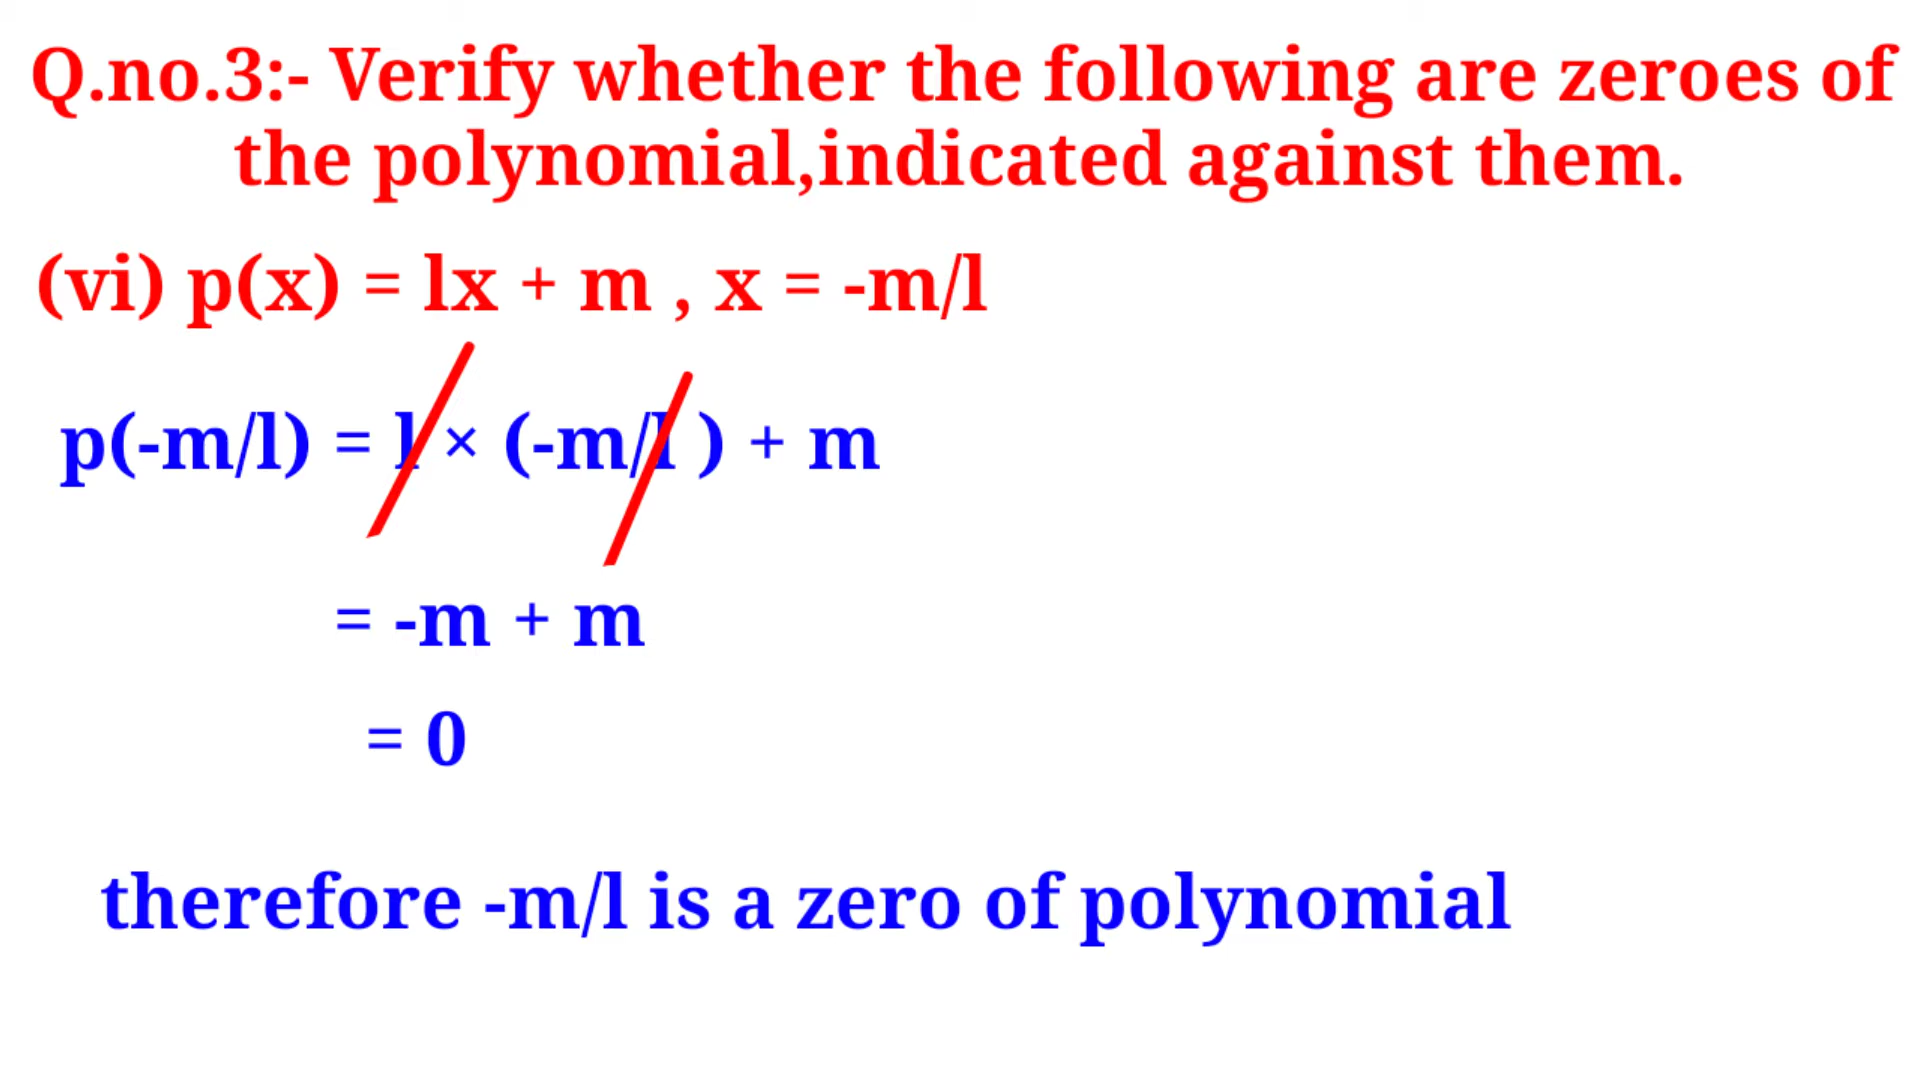 Q.no.3:- Verify whether the following are zeroes of
the polynomial,indicated against them.
(vi) p(x) = lx + m , x = -m/l
p(-m/l) = l × (-m/l ) + m
= -m + m
= 0
therefore -m/l is a zero of polynomial